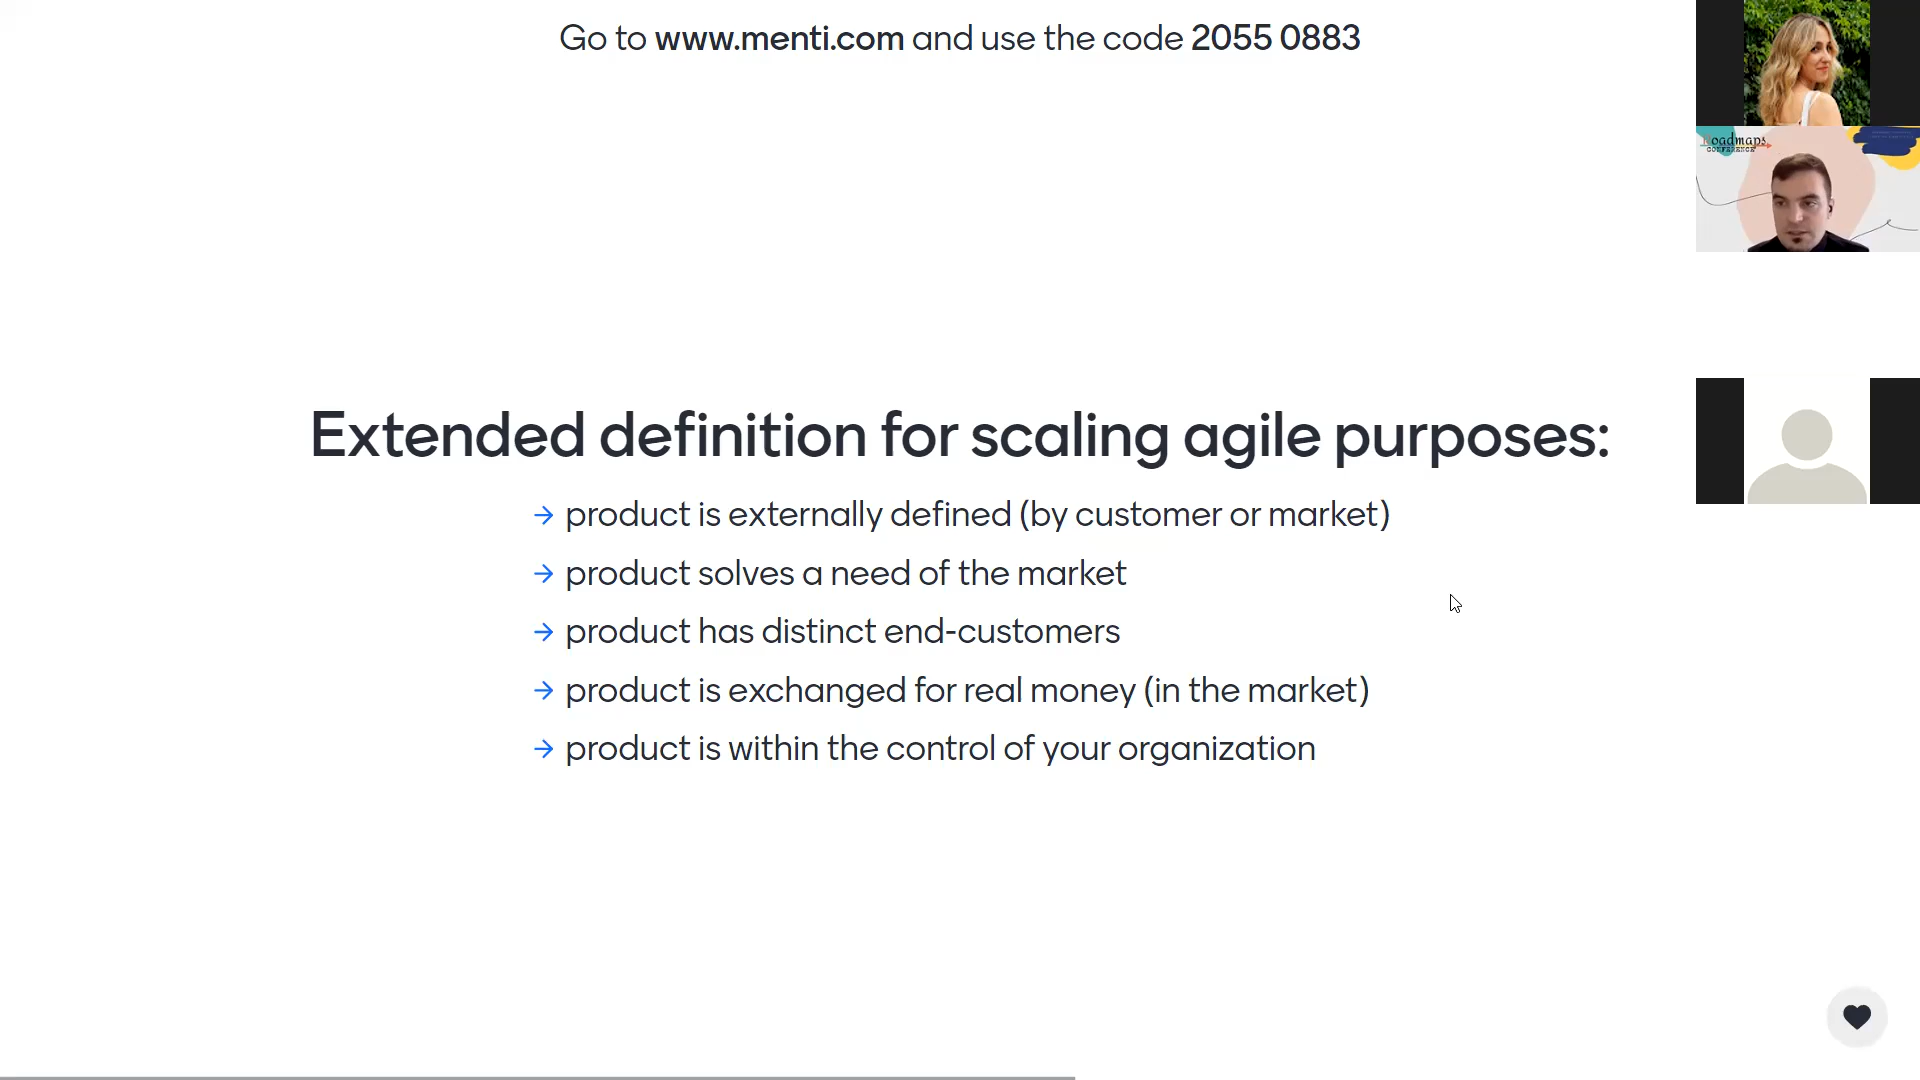 Go to www.menti.com and use the code 2055 0883
Roadmaps
CONFERENCE
Extended definition for scaling agile purposes:
→ product is externally defined (by customer or market)
→ product solves a need of the market
→ product has distinct end-customers
→ product is exchanged for real money (in the market)
→ product is within the control of your organization